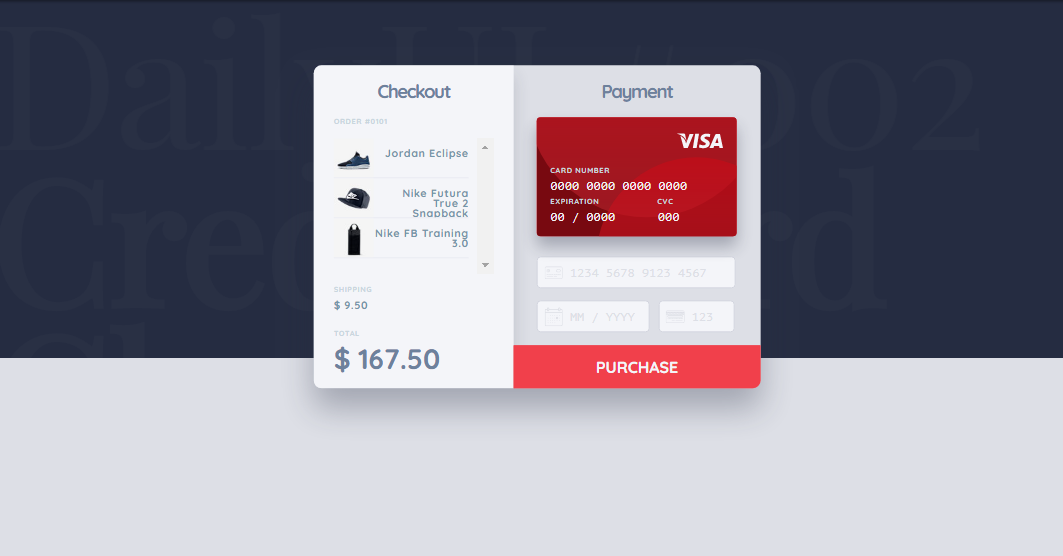 Daily UI #002
Credit Card
Checkout
ORDER #0101
Jordan Eclipse
Nike Futura
True 2
Snapback
Nike FB Training
3.0
SHIPPING
$ 9.50
TOTAL
$ 167.50
Payment
VISA
CARD NUMBER
0000 0000 0000 0000
EXPIRATION CVC
00 / 0000 000
1234 5678 9123 4567
MM / YYYY 123
PURCHASE